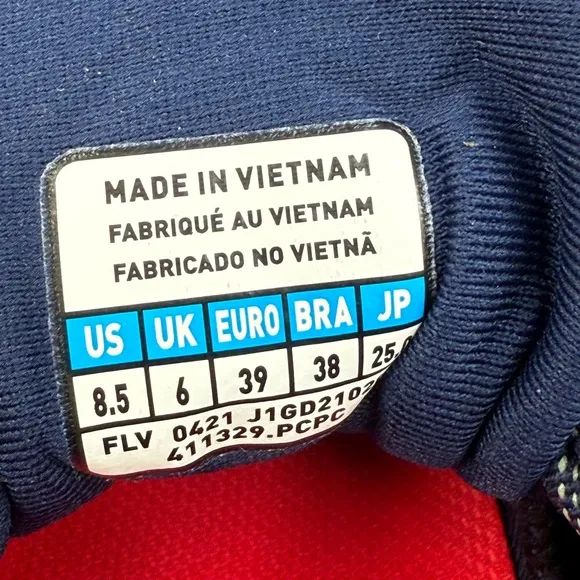 MADE IN VIETNAM
FABRIQUÉ AU VIETNAM
FABRICADO NO VIETNÃ
US UK EURO BRA JP
8.5 6 39 38
FLV 0421 J1GD2102
411329.PCPC